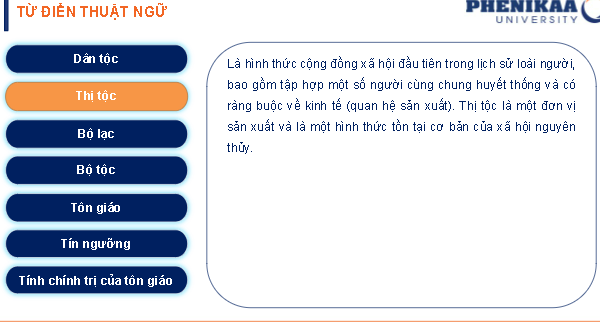 TỪ ĐIỂN THUẬT NGỮ
PHENIKAA
UNIVERSITY
Dân tộc
Thị tộc
Bộ lạc
Bộ tộc
Tôn giáo
Tín ngưỡng
Tính chính trị của tôn giáo
Là hình thức cộng đồng xã hội đầu tiên trong lịch sử loài người,
bao gồm tập hợp một số người cùng chung huyết thống và có
ràng buộc về kinh tế (quan hệ sản xuất). Thị tộc là một đơn vị
sản xuất và là một hình thức tồn tại cơ bản của xã hội nguyên
thủy.